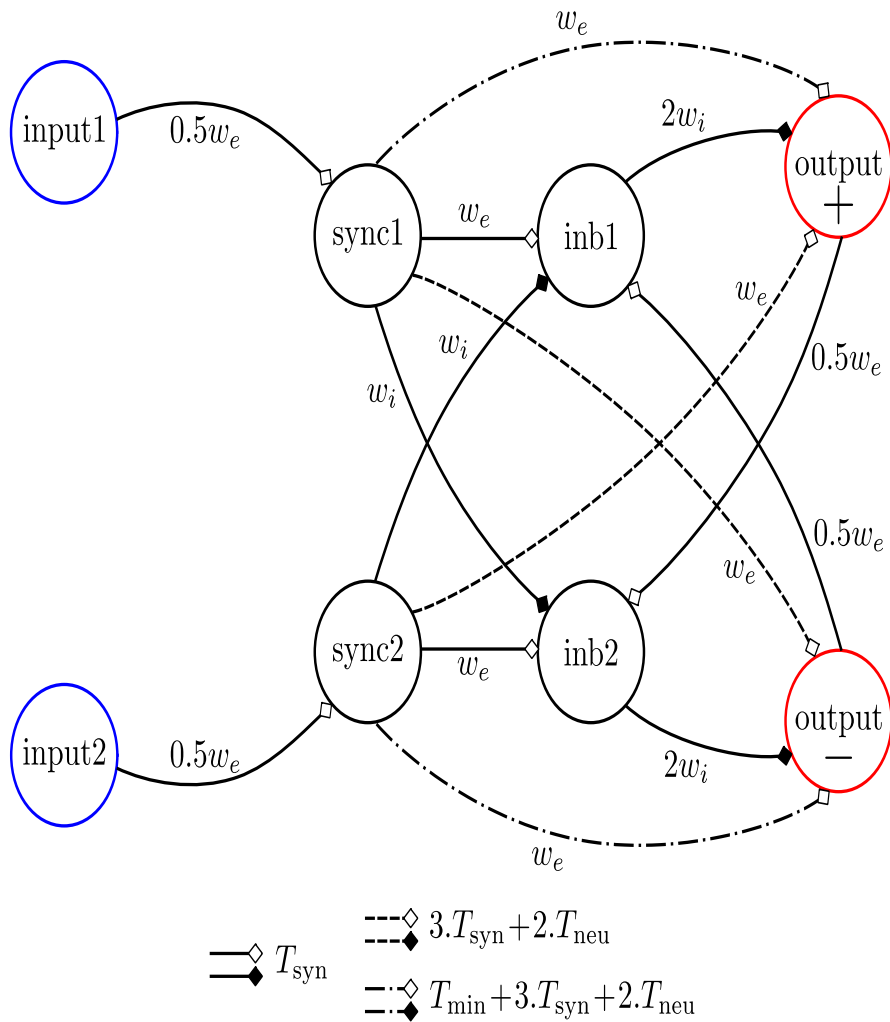 w_e
input1
0.5w_e
2w_i
output
+
sync1
w_e
inb1
w_e
w_i
w_i
0.5w_e
0.5w_e
w_e
sync2
w_e
inb2
output
−
input2
0.5w_e
2w_i
w_e
T_syn
3.T_syn+2.T_neu
T_min+3.T_syn+2.T_neu